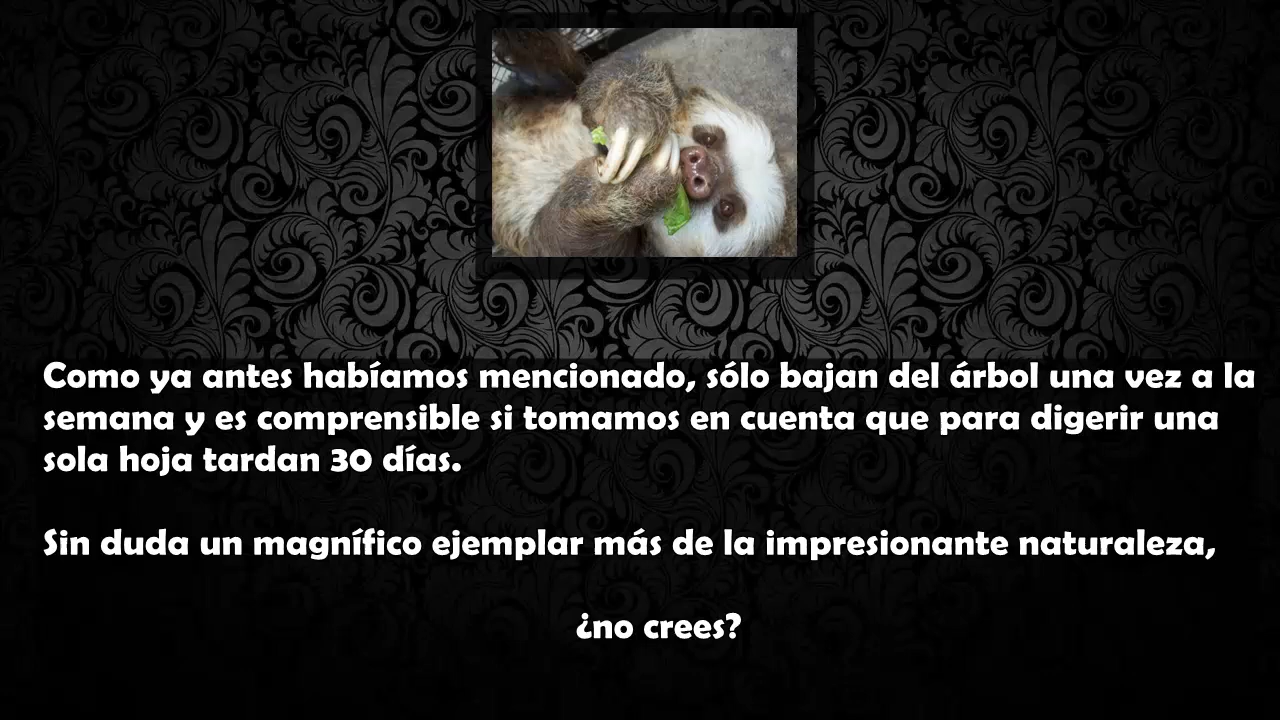 Como ya antes habíamos mencionado, sólo bajan del árbol una vez a la
semana y es comprensible si tomamos en cuenta que para digerir una
sola hoja tardan 30 días.
Sin duda un magnífico ejemplar más de la impresionante naturaleza,
¿no crees?